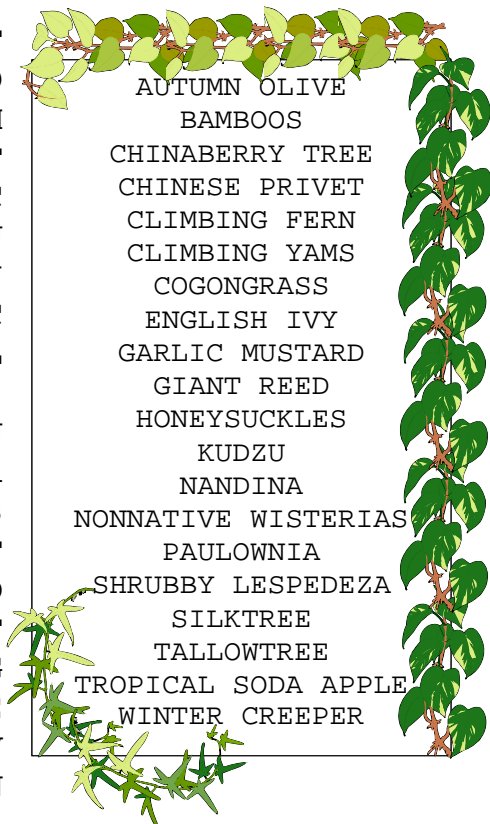 AUTUMN OLIVE
BAMBOOS
CHINABERRY TREE
CHINESE PRIVET
CLIMBING FERN
CLIMBING YAMS
COGONGRASS
ENGLISH IVY
GARLIC MUSTARD
GIANT REED
HONEYSUCKLES
KUDZU
NANDINA
NONNATIVE WISTERIAS
PAULOWNIA
SHRUBBY LESPEDEZA
SILKTREE
TALLOWTREE
TROPICAL SODA APPLE
WINTER CREEPER